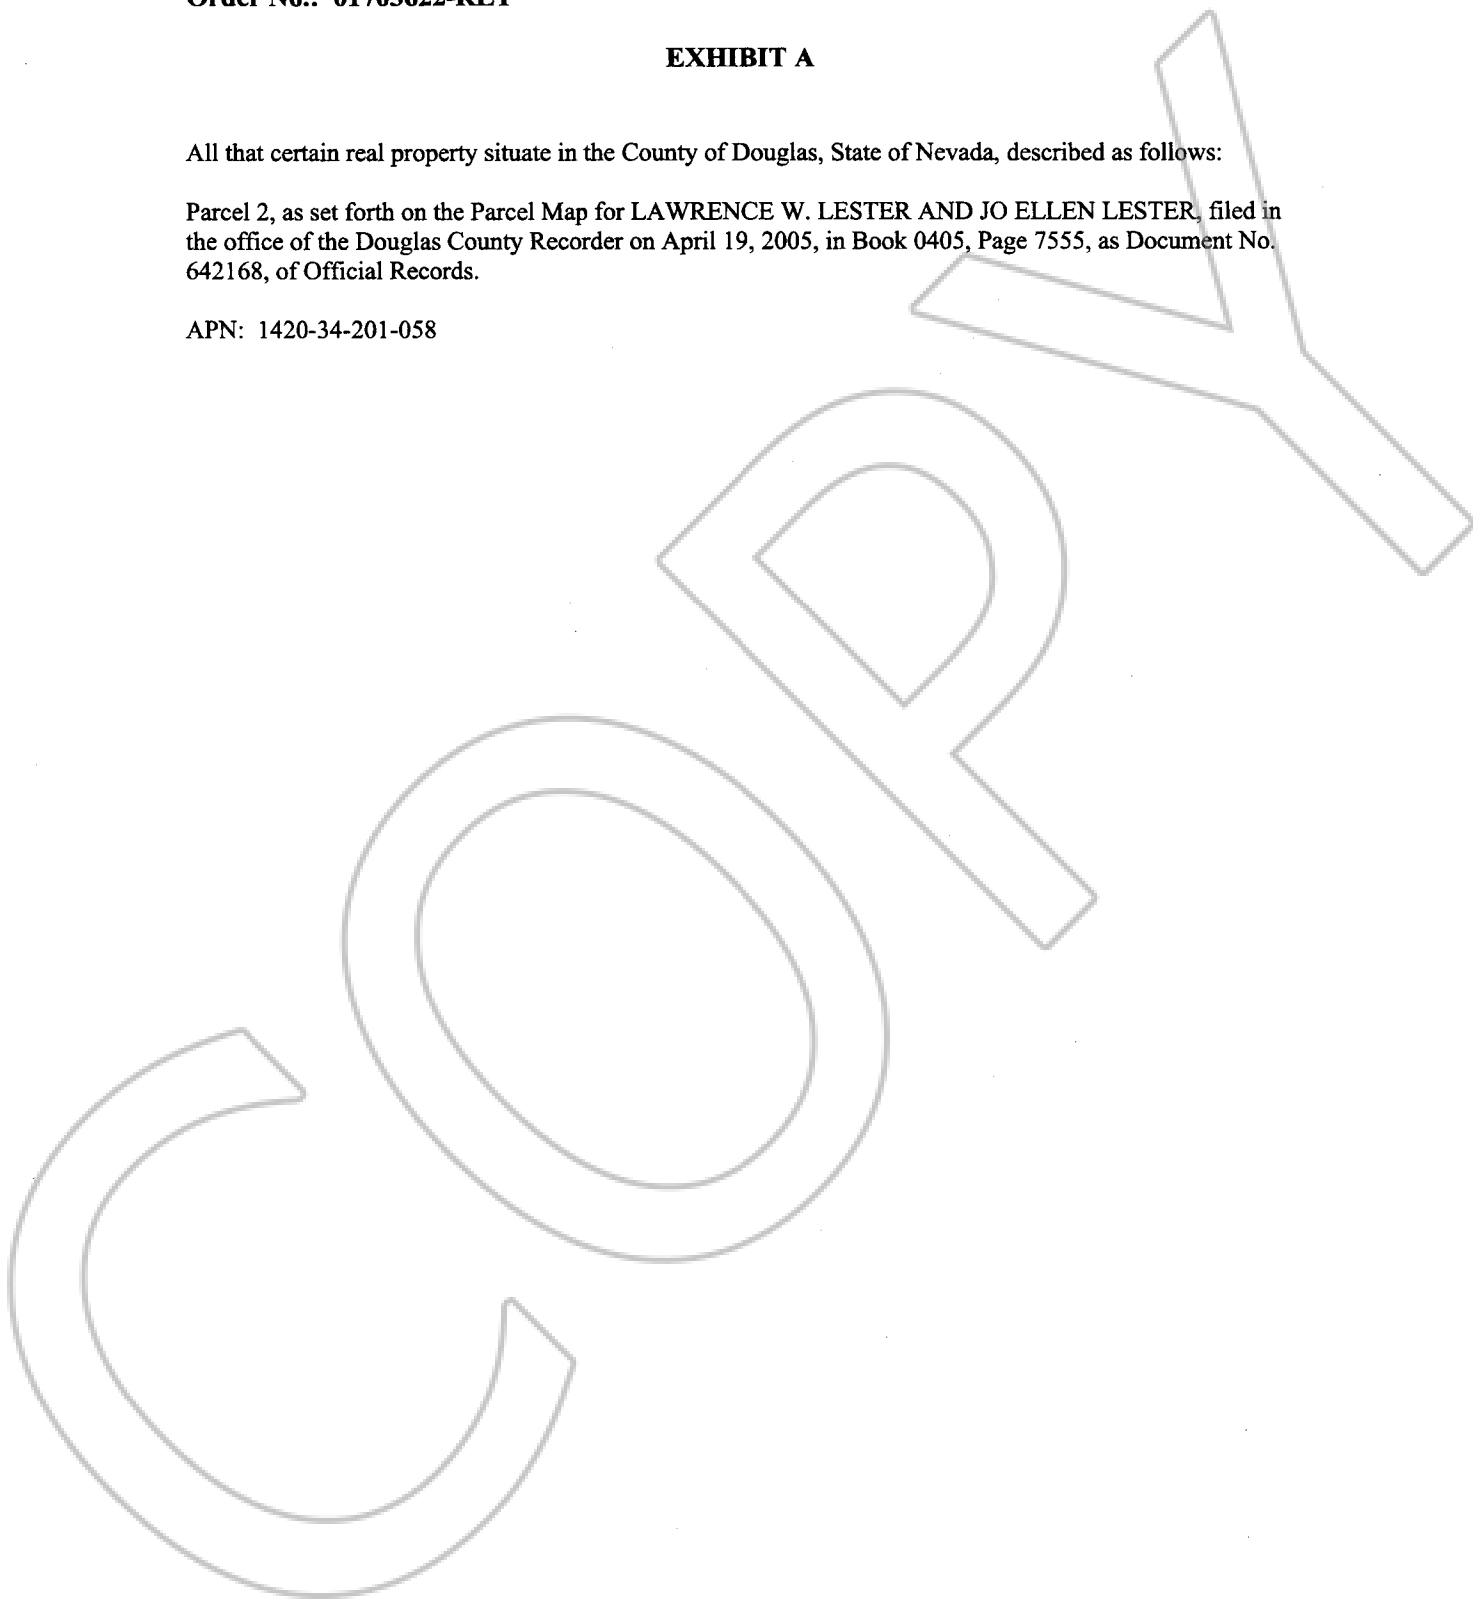 EXHIBIT A
All that certain real property situate in the County of Douglas, State of Nevada, described as follows:
Parcel 2, as set forth on the Parcel Map for LAWRENCE W. LESTER AND JO ELLEN LESTER, filed in
the office of the Douglas County Recorder on April 19, 2005, in Book 0405, Page 7555, as Document No.
642168, of Official Records.
APN: 1420-34-201-058
COPY